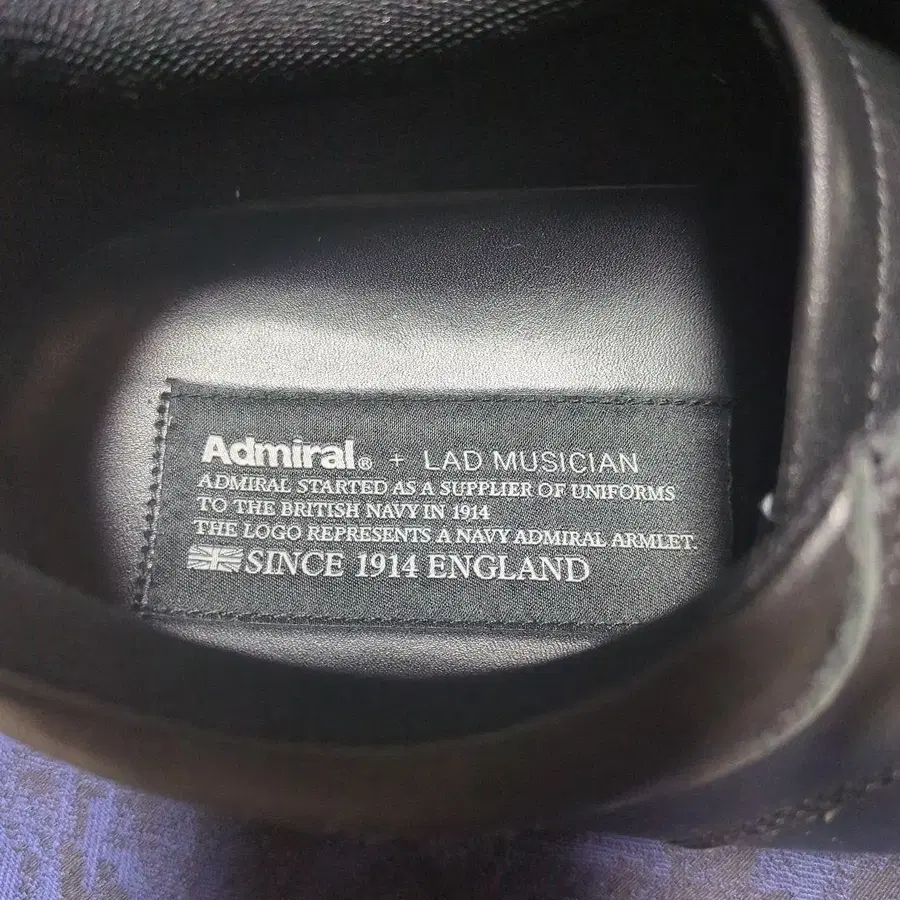 Admiral® + LAD MUSICIAN
ADMIRAL STARTED AS A SUPPLIER OF UNIFORMS
TO THE BRITISH NAVY IN 1914
THE LOGO REPRESENTS A NAVY ADMIRAL ARMLET.
SINCE 1914 ENGLAND